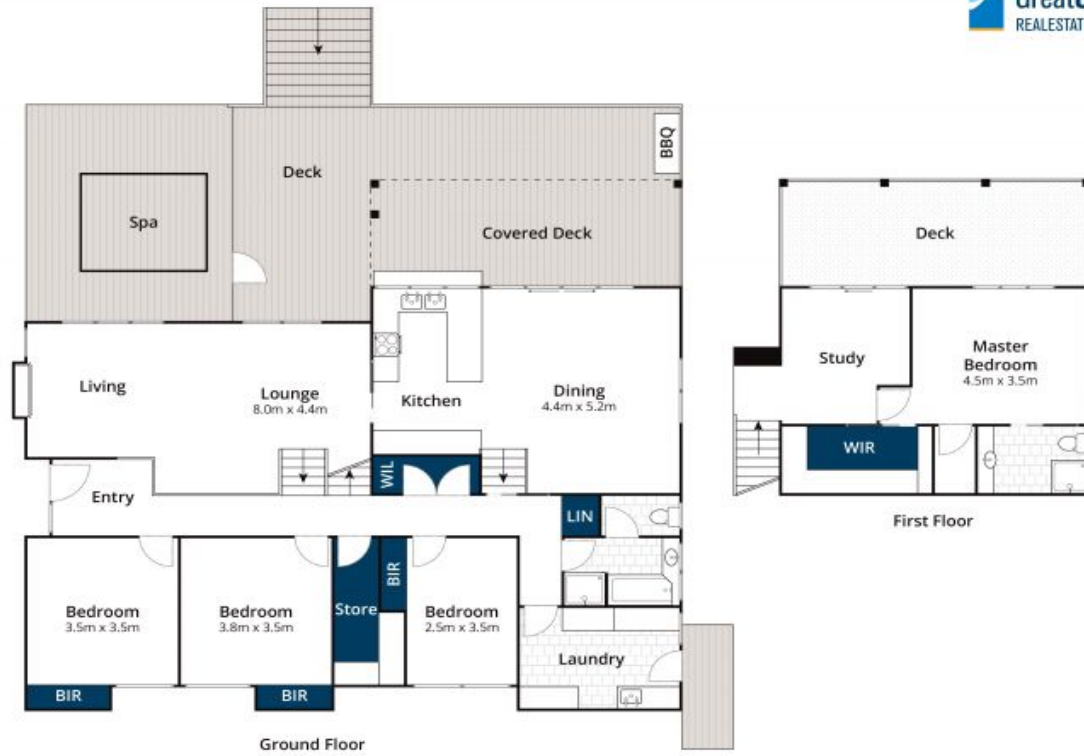 REALESTAT
BBQ
Deck
Spa
Covered Deck
Deck
Living
Lounge
8.0m x 4.4m
Kitchen
Dining
4.4m x 5.2m
Study
Master
Bedroom
4.5m x 3.5m
WIL
WIR
Entry
LIN
First Floor
Bedroom
3.5m x 3.5m
Bedroom
3.8m x 3.5m
Store
BIR
Bedroom
2.5m x 3.5m
Laundry
BIR
BIR
Ground Floor